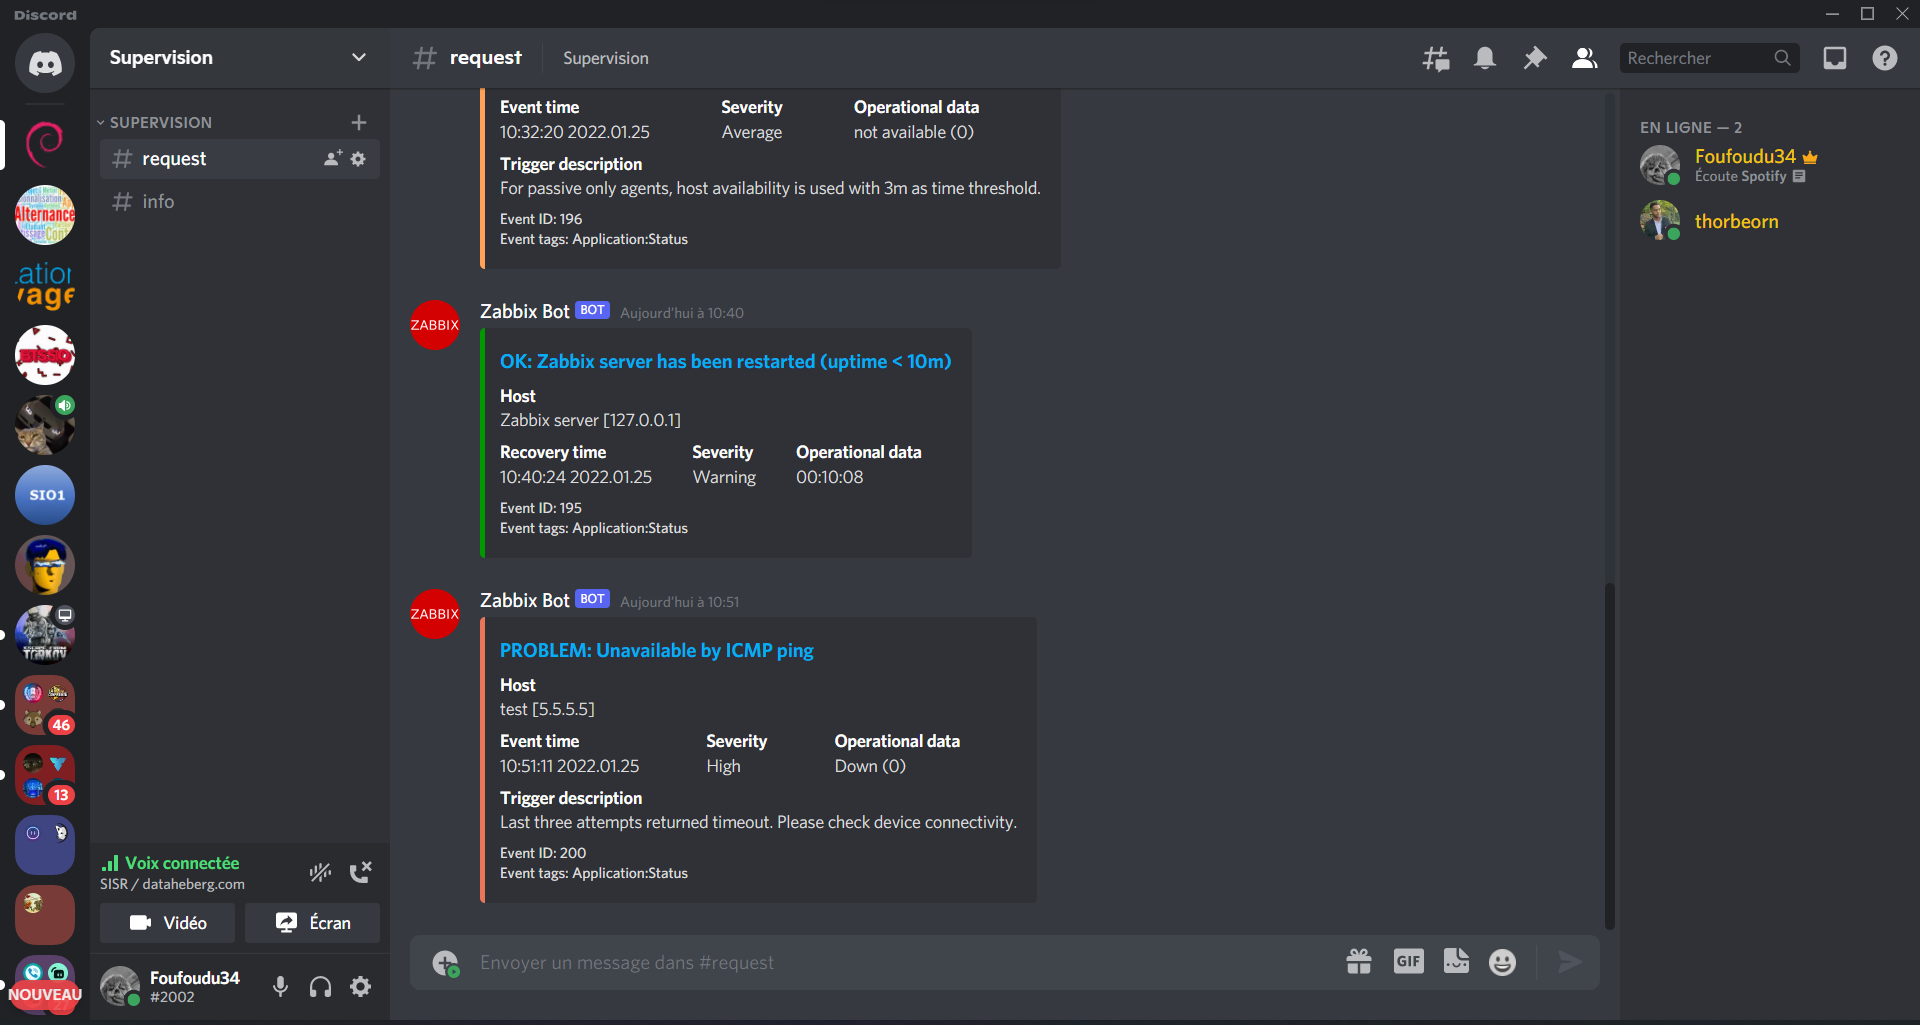 Discord
Supervision
request
Supervision
Rechercher
SUPERVISION
request
info
Alternance
SIO1
46
13
NOUVEAU
Event time
Severity
Operational data
10:32:20 2022.01.25
Average
not available (0)
Trigger description
For passive only agents, host availability is used with 3m as time threshold.
Event ID: 196
Event tags: Application:Status
ZABBIX
Zabbix Bot BOT Aujourd'hui à 10:40
OK: Zabbix server has been restarted (uptime < 10m)
Host
Zabbix server [127.0.0.1]
Recovery time
Severity
Operational data
10:40:24 2022.01.25
Warning
00:10:08
Event ID: 195
Event tags: Application:Status
ZABBIX
Zabbix Bot BOT Aujourd'hui à 10:51
PROBLEM: Unavailable by ICMP ping
Host
test [5.5.5.5]
Event time
Severity
Operational data
10:51:11 2022.01.25
High
Down (0)
Trigger description
Last three attempts returned timeout. Please check device connectivity.
Event ID: 200
Event tags: Application:Status
Envoyer un message dans #request
GIF
Voix connectée
SISR / dataheberg.com
Vidéo
Écran
Foufoudu34
#2002
EN LIGNE — 2
Foufoudu34
Écoute Spotify
thorbeorn